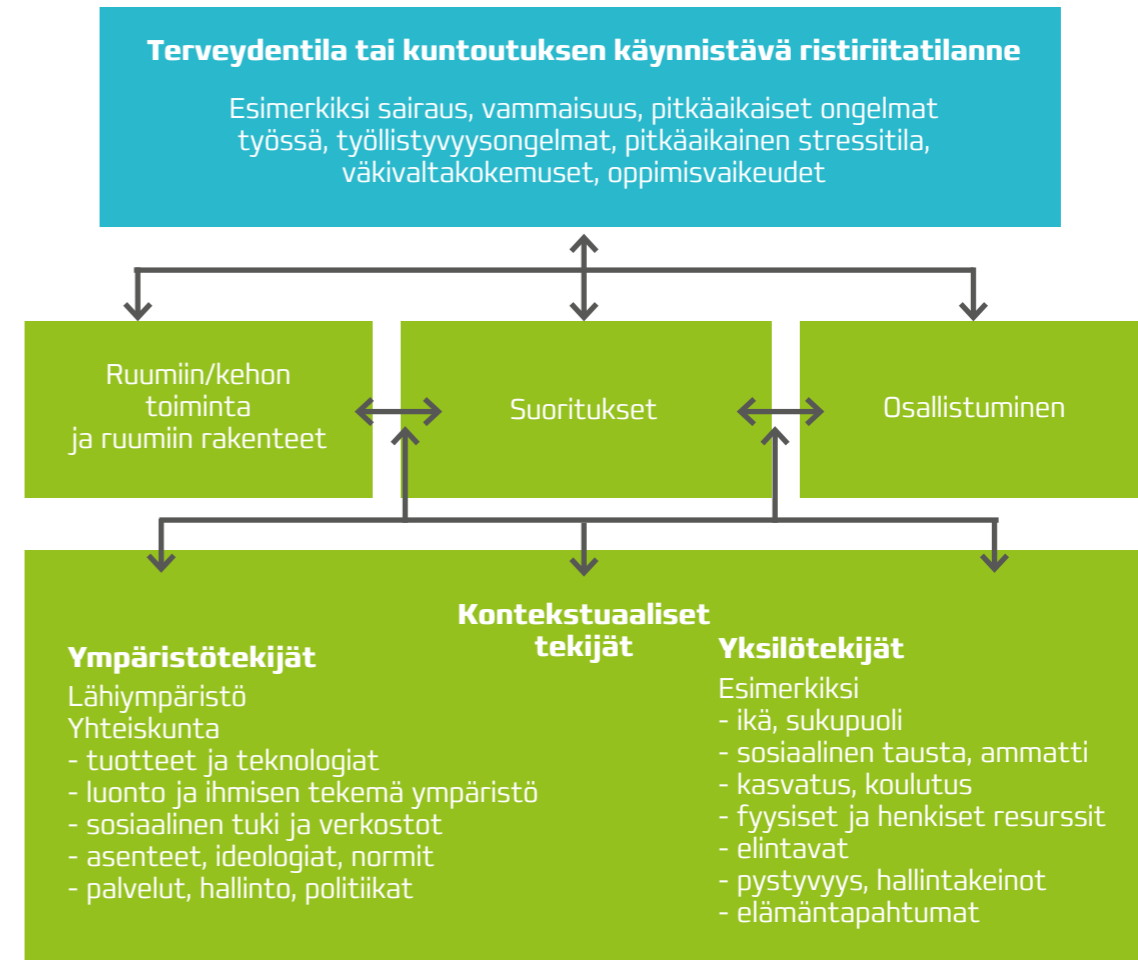 Terveydentila tai kuntoutuksen käynnistävä ristiriitatilanne
Esimerkiksi sairaus, vammaisuus, pitkäaikaiset ongelmat
työssä, työllistyvyysongelmat, pitkäaikainen stressitila,
väkivaltakokemuset, oppimisvaikeudet
Ruumiin/kehon
toiminta
ja ruumiin rakenteet
Suoritukset
Osallistuminen
Kontekstuaaliset
tekijät
Ympäristötekijät
Lähiympäristö
Yhteiskunta
- tuotteet ja teknologiat
- luonto ja ihmisen tekemä ympäristö
- sosiaalinen tuki ja verkostot
- asenteet, ideologiat, normit
- palvelut, hallinto, politiikat
Yksilötekijät
Esimerkiksi
- ikä, sukupuoli
- sosiaalinen tausta, ammatti
- kasvatus, koulutus
- fyysiset ja henkiset resurssit
- elintavat
- pystyvyys, hallintakeinot
- elämäntapahtumat